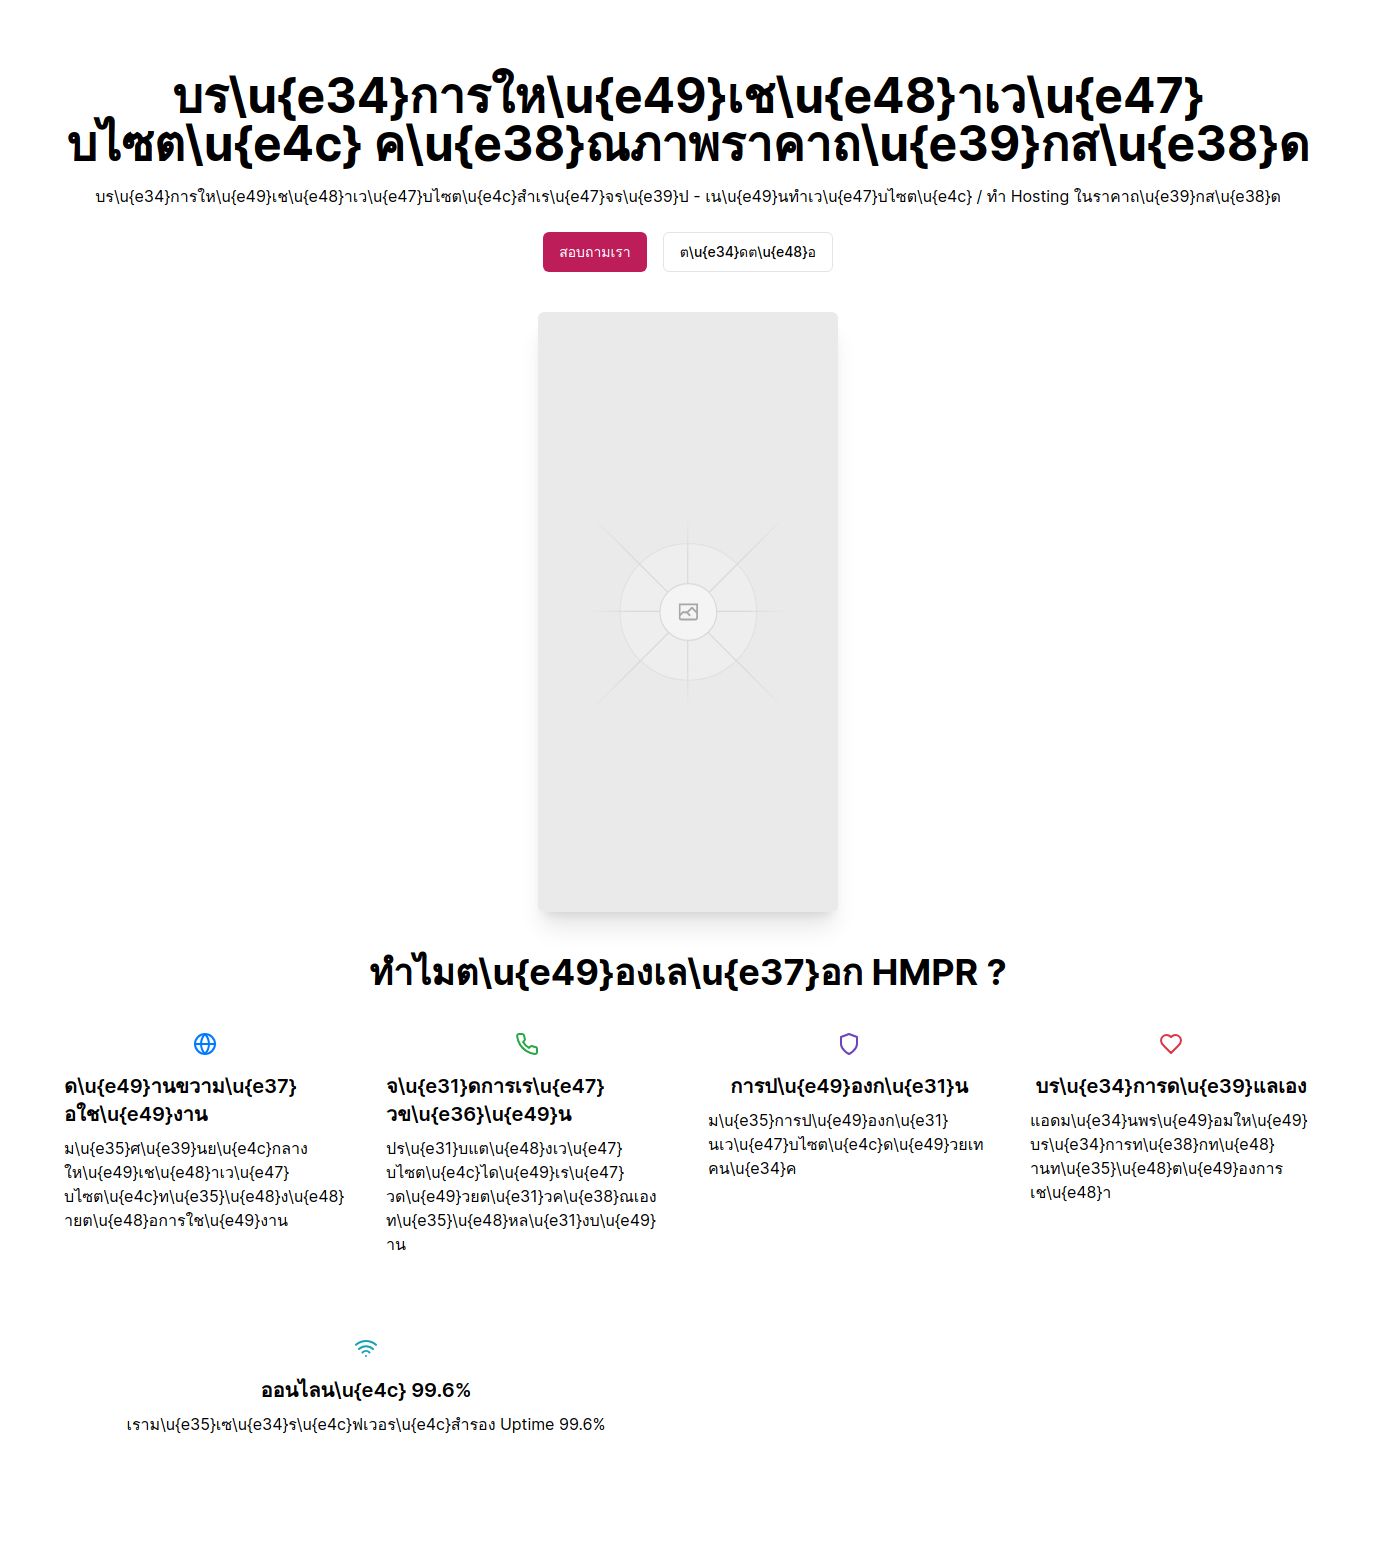 บร\u{e34}การให\u{e49}เช\u{e48}าเว\u{e47}
บไซต\u{e4c} ค\u{e38}ณภาพราคาถ\u{e39}กส\u{e38}ด
บร\u{e34}การให\u{e49}เช\u{e48}าเว\u{e47}บไซต\u{e4c}สำเร\u{e47}จร\u{e39}ป - เน\u{e49}นทำเว\u{e47}บไซต\u{e4c} / ทำ Hosting ในราคาถ\u{e39}กส\u{e38}ด
สอบถามเรา
ต\u{e34}ดต\u{e48}อ
ทำไมต\u{e49}องเล\u{e37}อก HMPR ?
ด\u{e49}านขวาม\u{e37}
อใช\u{e49}งาน
ม\u{e35}ศ\u{e39}นย\u{e4c}กลาง
ให\u{e49}เช\u{e48}าเว\u{e47}
บไซต\u{e4c}ท\u{e35}\u{e48}ง\u{e48}
ายต\u{e48}อการใช\u{e49}งาน
จ\u{e31}ดการเร\u{e47}
วข\u{e36}\u{e49}น
ปร\u{e31}บแต\u{e48}งเว\u{e47}
บไซต\u{e4c}ได\u{e49}เร\u{e47}
วด\u{e49}วยต\u{e31}วค\u{e38}ณเอง
ท\u{e35}\u{e48}หล\u{e31}งบ\u{e49}
าน
การป\u{e49}องก\u{e31}น
ม\u{e35}การป\u{e49}องก\u{e31}
นเว\u{e47}บไซต\u{e4c}ด\u{e49}วยเท
คน\u{e34}ค
บร\u{e34}การด\u{e39}แลเอง
แอดม\u{e34}นพร\u{e49}อมให\u{e49}
บร\u{e34}การท\u{e38}กท\u{e48}
านท\u{e35}\u{e48}ต\u{e49}องการ
เช\u{e48}า
ออนไลน\u{e4c} 99.6%
เราม\u{e35}เซ\u{e34}ร\u{e4c}ฟเวอร\u{e4c}สำรอง Uptime 99.6%